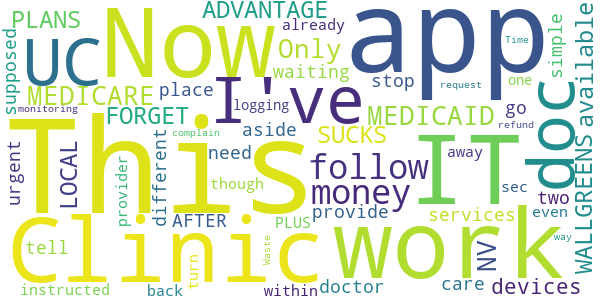 PLANS
ADVANTAGE
already
Only
waiting
stop
Time
request
one
simple
supposed
UC
Now
app
available
MEDICARE
place
I've
logging
monitoring
FORGET
aside
MEDICAID
go
doc
WALLGREENS
complain
SUCKS
urgent
LOCAL
This
different
need
follow
IT
away
refund
provider
though
money
sec
two
AFTER
provide
PLUS
services
NV
even
Clinic
work
way
tell
turn
Waste
doctor
care
devices
instructed
back
within